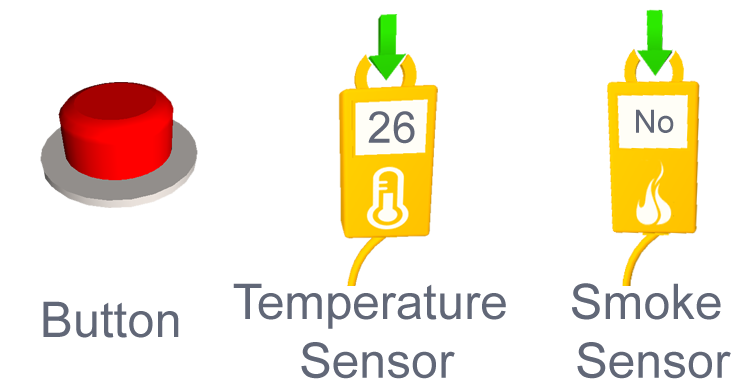 26
No
Button
Temperature
Sensor
Smoke
Sensor